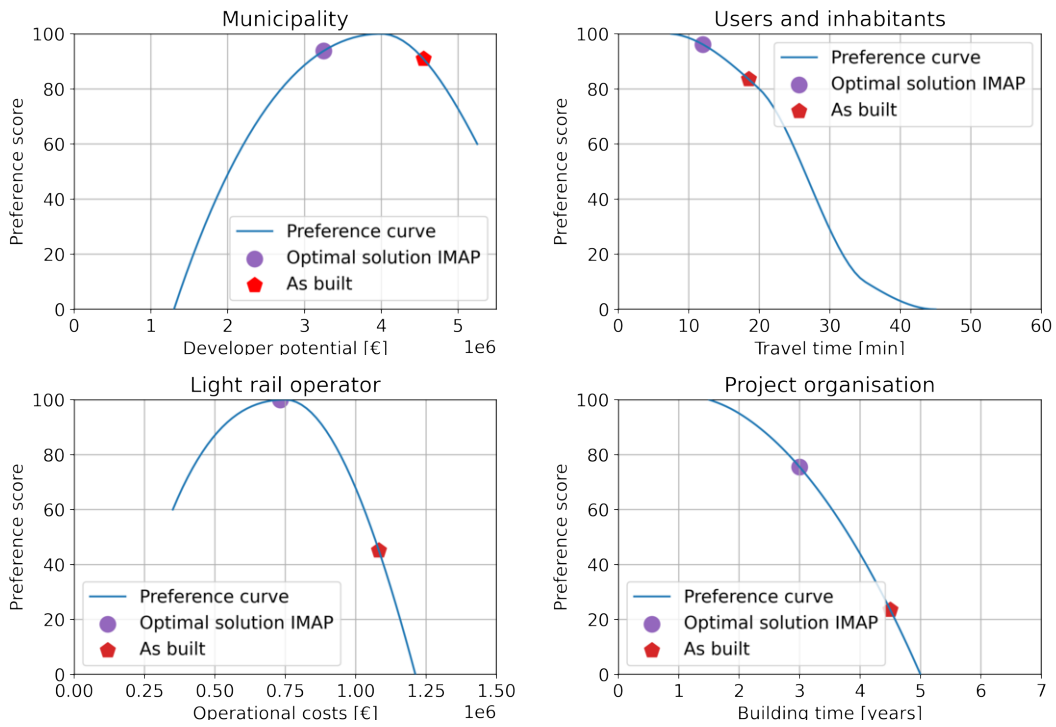 Municipality
100
80
60
40
20
0
Preference score
Preference curve
Optimal solution IMAP
As built
0 1 2 3 4 5
1e6
Developer potential [€]
Users and inhabitants
100
80
60
40
20
0
Preference score
Preference curve
Optimal solution IMAP
As built
0 10 20 30 40 50 60
Travel time [min]
Light rail operator
100
80
60
40
20
0
Preference score
Preference curve
Optimal solution IMAP
As built
0.00 0.25 0.50 0.75 1.00 1.25 1.50
1e6
Operational costs [€]
Project organisation
100
80
60
40
20
0
Preference score
Preference curve
Optimal solution IMAP
As built
0 1 2 3 4 5 6 7
Building time [years]